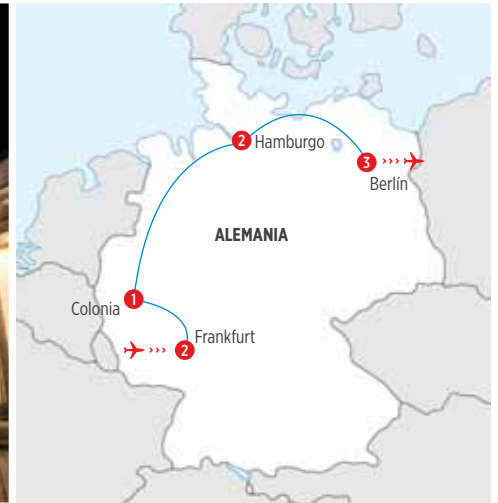 2 Hamburgo
3
Berlín
ALEMANIA
Colonia 1
Frankfurt
2